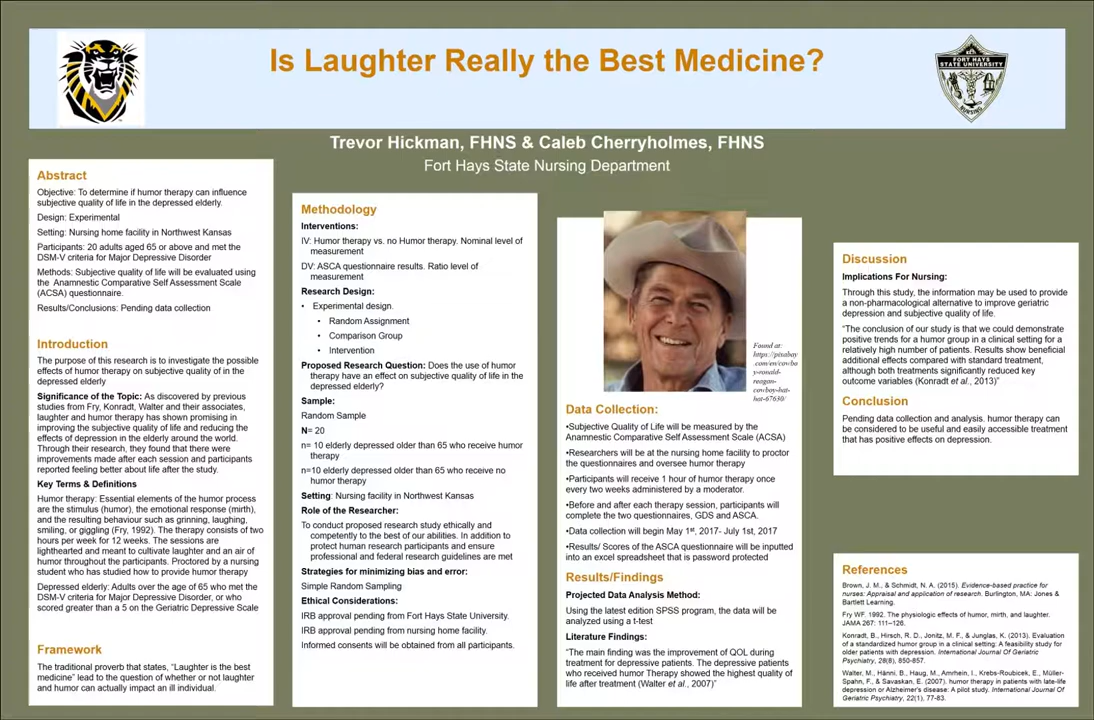 Is Laughter Really the Best Medicine?
FORT HAYS
STATE UNIVERSITY
NURSING
Trevor Hickman, FHNS & Caleb Cherryholmes, FHNS
Fort Hays State Nursing Department
Abstract
Objective: To determine if humor therapy can influence
subjective quality of life in the depressed elderly.
Design: Experimental
Setting: Nursing home facility in Northwest Kansas
Participants: 20 adults aged 65 or above and met the
DSM-V criteria for Major Depressive Disorder
Methods: Subjective quality of life will be evaluated using
the Anamnestic Comparative Self Assessment Scale
(ACSA) questionnaire.
Results/Conclusions: Pending data collection
Introduction
The purpose of this research is to investigate the possible
effects of humor therapy on subjective quality of in the
depressed elderly
Significance of the Topic: As discovered by previous
studies from Fry, Konradt, Walter and their associates,
laughter and humor therapy has shown promising in
improving the subjective quality of life and reducing the
effects of depression in the elderly around the world.
Through their research, they found that there were
improvements made after each session and participants
reported feeling better about life after the study.
Key Terms & Definitions
Humor therapy: Essential elements of the humor process
are the stimulus (humor), the emotional response (mirth),
and the resulting behaviour such as grinning, laughing,
smiling, or giggling (Fry, 1992). The therapy consists of two
hours per week for 12 weeks. The sessions are
lighthearted and meant to cultivate laughter and an air of
humor throughout the participants. Proctored by a nursing
student who has studied how to provide humor therapy
Depressed elderly: Adults over the age of 65 who met the
DSM-V criteria for Major Depressive Disorder, or who
scored greater than a 5 on the Geriatric Depressive Scale
Framework
The traditional proverb that states, “Laughter is the best
medicine” lead to the question of whether or not laughter
and humor can actually impact an ill individual.
Methodology
Interventions:
IV: Humor therapy vs. no Humor therapy. Nominal level of
measurement
DV: ASCA questionnaire results. Ratio level of
measurement
Research Design:
• Experimental design.
• Random Assignment
• Comparison Group
• Intervention
Proposed Research Question: Does the use of humor
therapy have an effect on subjective quality of life in the
depressed elderly?
Sample:
Random Sample
N= 20
n= 10 elderly depressed older than 65 who receive humor
therapy
n=10 elderly depressed older than 65 who receive no
humor therapy
Setting: Nursing facility in Northwest Kansas
Role of the Researcher:
To conduct proposed research study ethically and
competently to the best of our abilities. In addition to
protect human research participants and ensure
professional and federal research guidelines are met
Strategies for minimizing bias and error:
Simple Random Sampling
Ethical Considerations:
IRB approval pending from Fort Hays State University.
IRB approval pending from nursing home facility.
Informed consents will be obtained from all participants.
Found at:
https://pixabay
.com/en/cowbo
y-ronald-
reagan-
cowboy-hat-
hat-67630/
Data Collection:
•Subjective Quality of Life will be measured by the
Anamnestic Comparative Self Assessment Scale (ACSA)
•Researchers will be at the nursing home facility to proctor
the questionnaires and oversee humor therapy
•Participants will receive 1 hour of humor therapy once
every two weeks administered by a moderator.
•Before and after each therapy session, participants will
complete the two questionnaires, GDS and ASCA.
•Data collection will begin May 1st, 2017- July 1st, 2017
•Results/ Scores of the ASCA questionnaire will be inputted
into an excel spreadsheet that is password protected
Results/Findings
Projected Data Analysis Method:
Using the latest edition SPSS program, the data will be
analyzed using a t-test
Literature Findings:
“The main finding was the improvement of QOL during
treatment for depressive patients. The depressive patients
who received humor Therapy showed the highest quality of
life after treatment (Walter et al., 2007)”
Discussion
Implications For Nursing:
Through this study, the information may be used to provide
a non-pharmacological alternative to improve geriatric
depression and subjective quality of life.
“The conclusion of our study is that we could demonstrate
positive trends for a humor group in a clinical setting for a
relatively high number of patients. Results show beneficial
additional effects compared with standard treatment,
although both treatments significantly reduced key
outcome variables (Konradt et al., 2013)”
Conclusion
Pending data collection and analysis. humor therapy can
be considered to be useful and easily accessible treatment
that has positive effects on depression.
References
Brown, J. M., & Schmidt, N. A. (2015). Evidence-based practice for
nurses: Appraisal and application of research. Burlington, MA: Jones &
Bartlett Learning.
Fry WF. 1992. The physiologic effects of humor, mirth, and laughter.
JAMA 267: 111–126.
Konradt, B., Hirsch, R. D., Jonitz, M. F., & Junglas, K. (2013). Evaluation
of a standardized humor group in a clinical setting: A feasibility study for
older patients with depression. International Journal Of Geriatric
Psychiatry, 28(8), 850-857.
Walter, M., Hänni, B., Haug, M., Amrhein, I., Krebs-Roubicek, E., Müller-
Spahn, F., & Savaskan, E. (2007). humor therapy in patients with late-life
depression or Alzheimer's disease: A pilot study. International Journal Of
Geriatric Psychiatry, 22(1), 77-83.